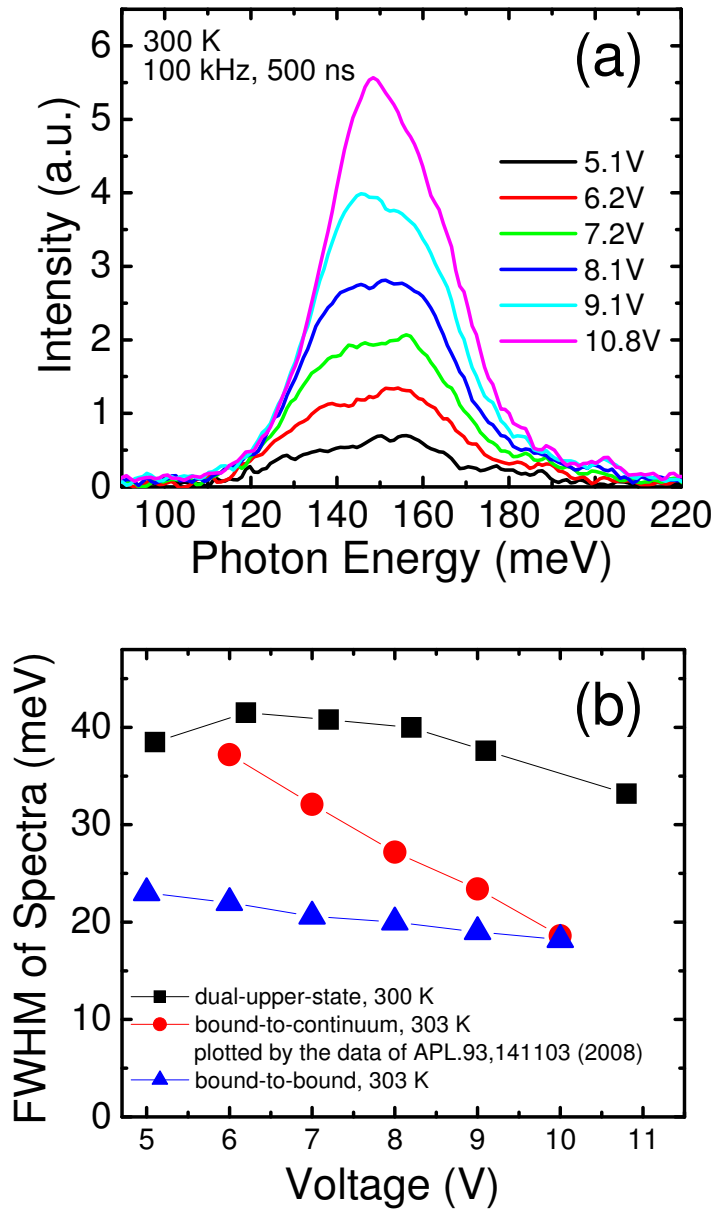 300 K
100 kHz, 500 ns
(a)
6
5
4
3
2
1
0
Intensity (a.u.)
5.1V
6.2V
7.2V
8.1V
9.1V
10.8V
100 120 140 160 180 200 220
Photon Energy (meV)
(b)
40
30
20
10
0
FWHM of Spectra (meV)
dual-upper-state, 300 K
bound-to-continuum, 303 K
plotted by the data of APL.93,141103 (2008)
bound-to-bound, 303 K
5 6 7 8 9 10 11
Voltage (V)